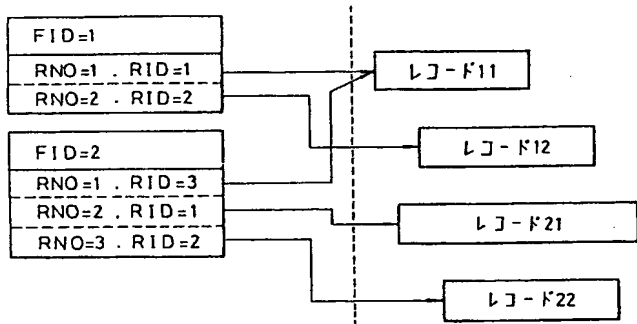 FID=1
RNO=1 . RID=1
RNO=2 . RID=2
FID=2
RNO=1 . RID=3
RNO=2 . RID=1
RNO=3 . RID=2
レコード11
レコード12
レコード21
レコード22